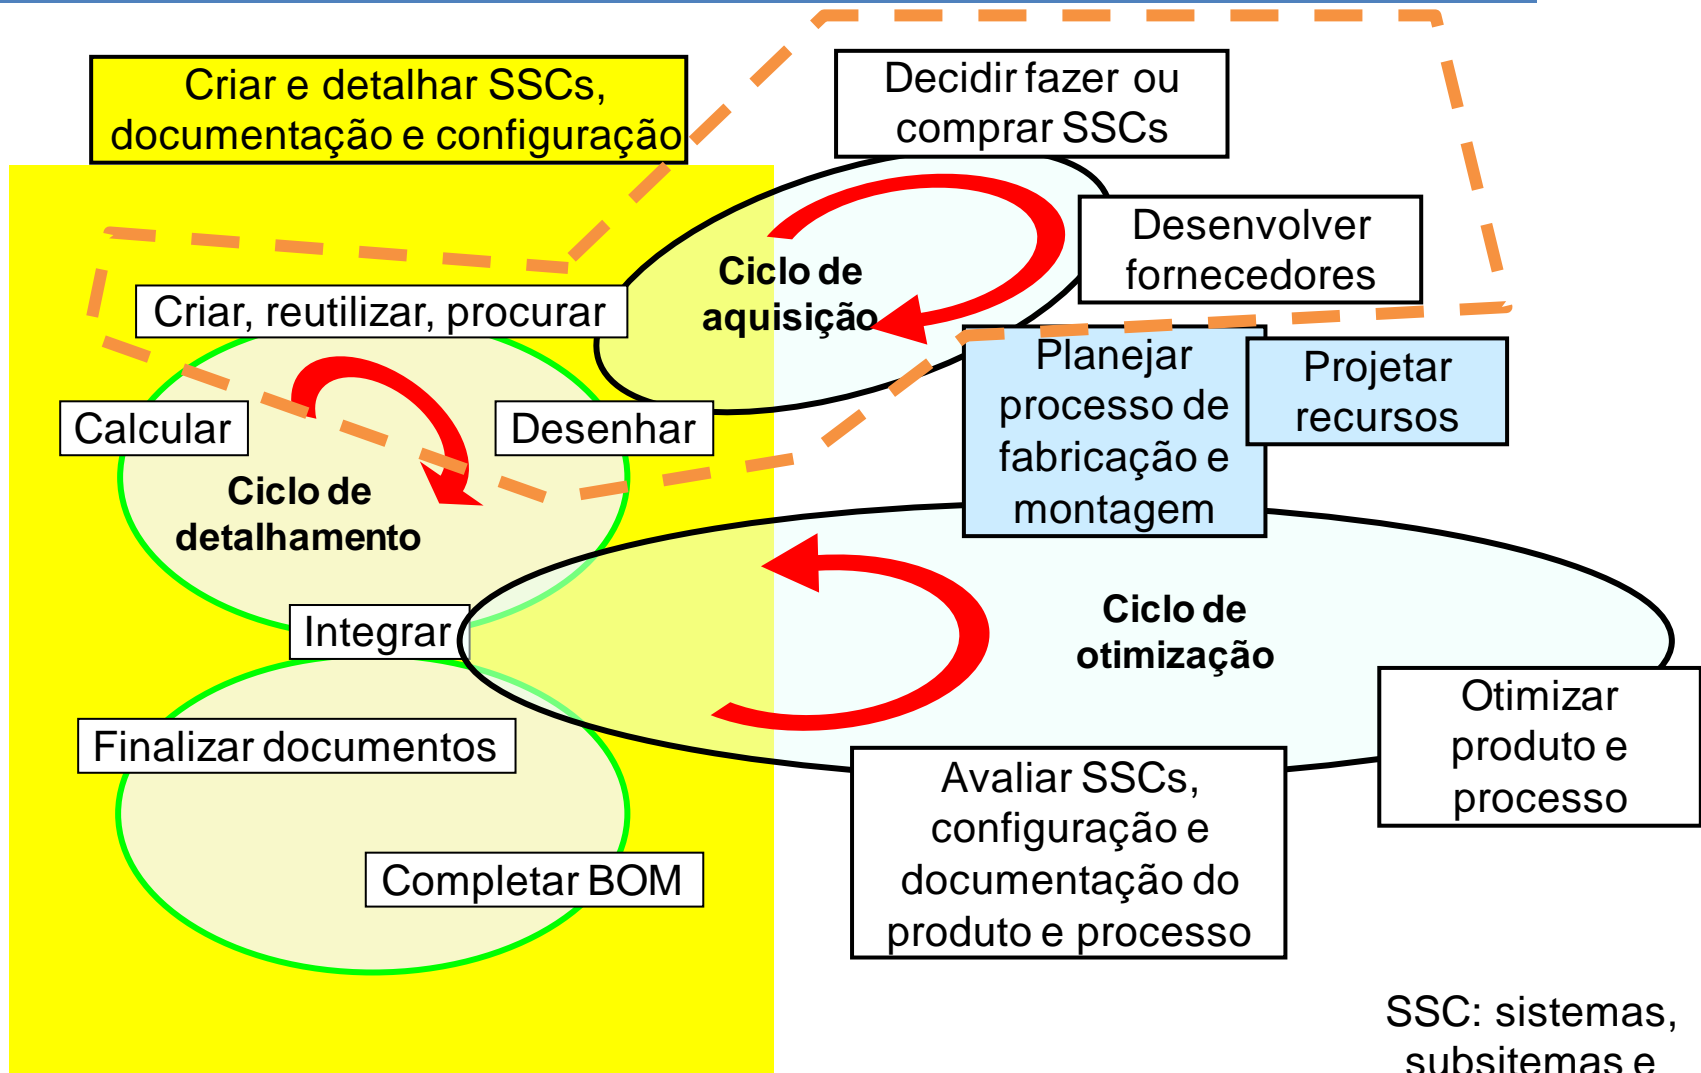 Criar e detalhar SSCs,
documentação e configuração
Decidir fazer ou
comprar SSCs
Desenvolver
fornecedores
Ciclo de
aquisição
Criar, reutilizar, procurar
Planejar
processo de
fabricação e
montagem
Projetar
recursos
Calcular
Desenhar
Ciclo de
detalhamento
Integrar
Ciclo de
otimização
Otimizar
produto e
processo
Finalizar documentos
Avaliar SSCs,
configuração e
documentação do
produto e processo
Completar BOM
SSC: sistemas,
subsitemas e